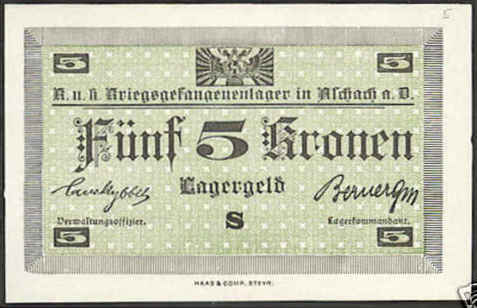 5 5
K. u. k. Kriegsgefangenenlager in Aschach a. D.
Fünf 5 Kronen
Lagergeld
S
Verwaltungsoffizier. Lagerkommandant.
5 5
HAAS & COMP. STEYR.